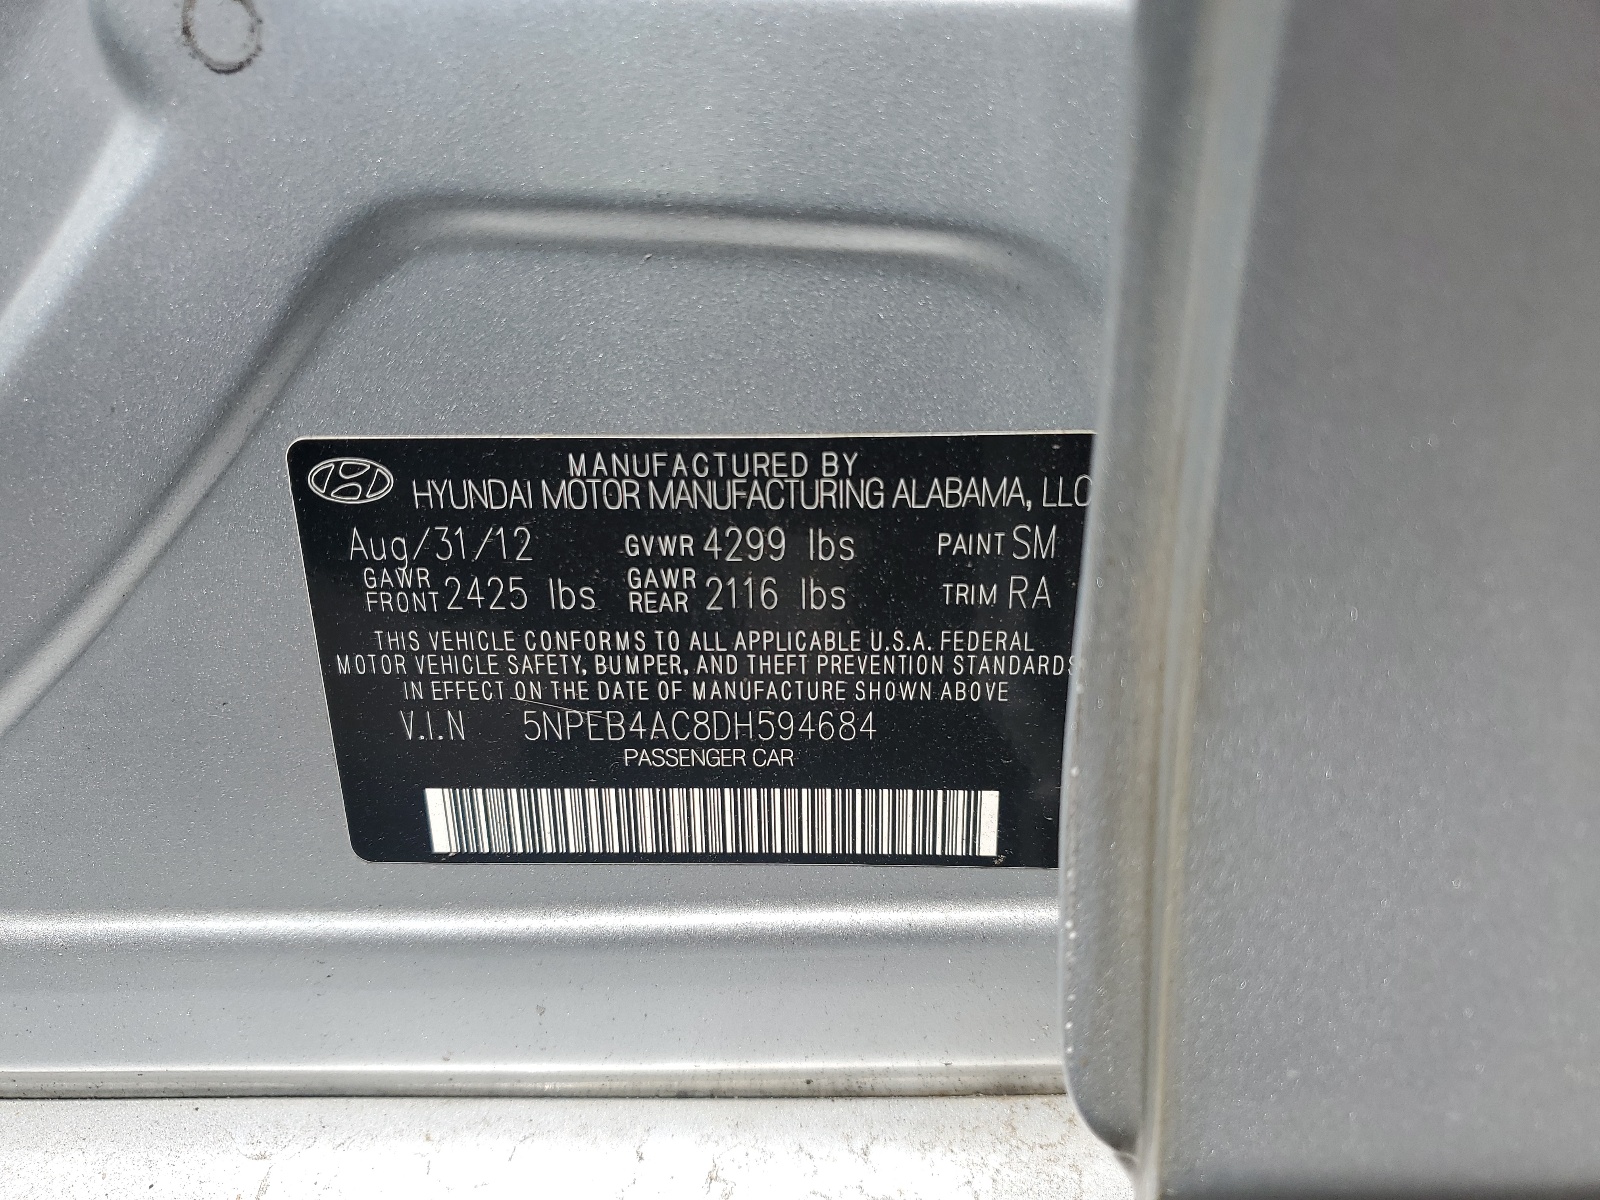 MANUFACTURED BY
HYUNDAI MOTOR MANUFACTURING ALABAMA, LLC
Aug/31/12 GVWR 4299 lbs PAINT SM
GAWR FRONT 2425 lbs GAWR REAR 2116 lbs TRIM RA
THIS VEHICLE CONFORMS TO ALL APPLICABLE U.S.A. FEDERAL
MOTOR VEHICLE SAFETY, BUMPER, AND THEFT PREVENTION STANDARDS
IN EFFECT ON THE DATE OF MANUFACTURE SHOWN ABOVE
V.I.N 5NPEB4AC8DH594684
PASSENGER CAR